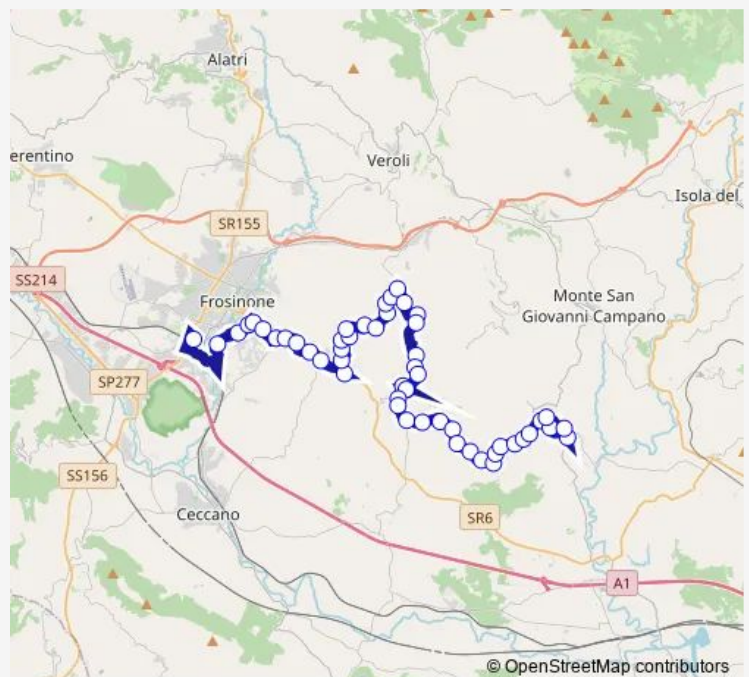 Alatri
erentino
Veroli
Isola del
SR155
SS214
Frosinone
Monte San
Giovanni Campano
SP277
SS156
Ceccano
SR6
A1
© OpenStreetMap contributors